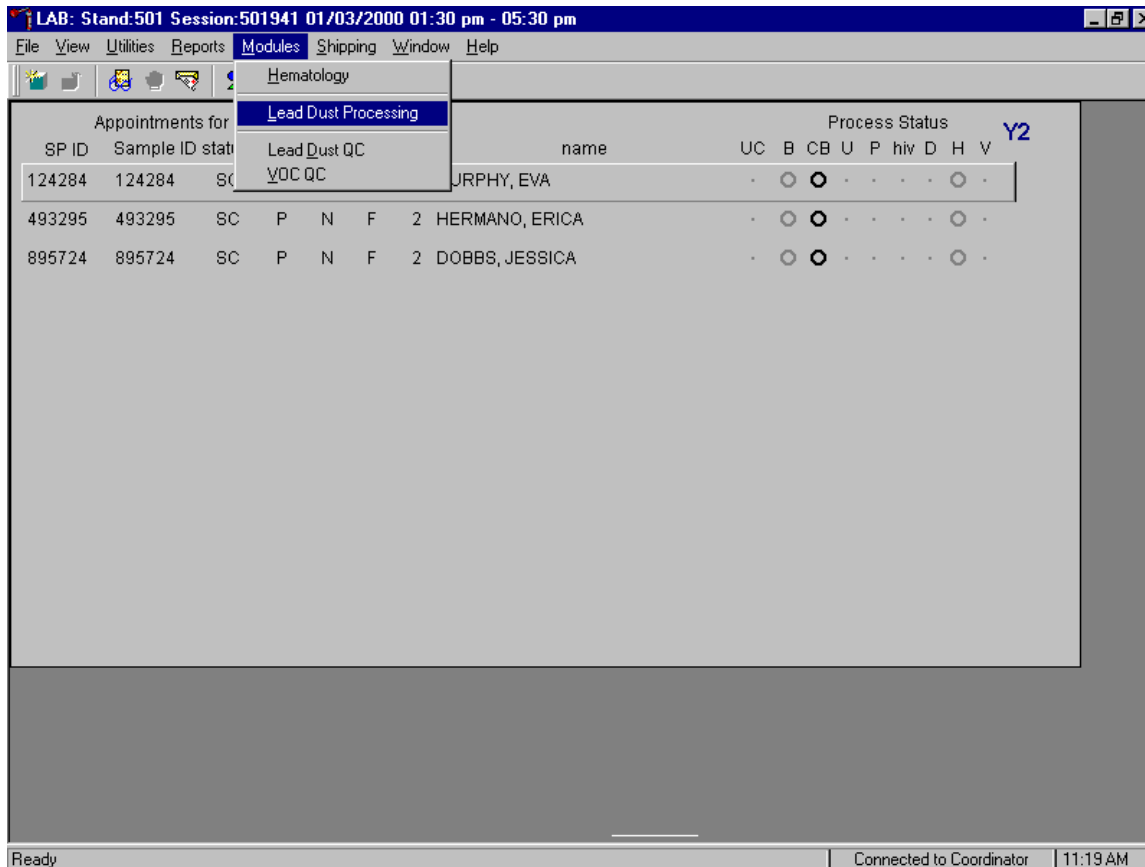 LAB: Stand:501 Session:501941 01/03/2000 01:30 pm - 05:30 pm
File View Utilities Reports Modules Shipping Window Help
Hematology
Lead Dust Processing
Lead Dust QC
VOC QC
Appointments for Process Status Y2
SP ID Sample ID name UC B CB U P hiv D H V
124284 124284 EVA
493295 493295 SC P N F 2 HERMANO, ERICA
895724 895724 SC P N F 2 DOBBS, JESSICA
Ready Connected to Coordinator 11:19 AM